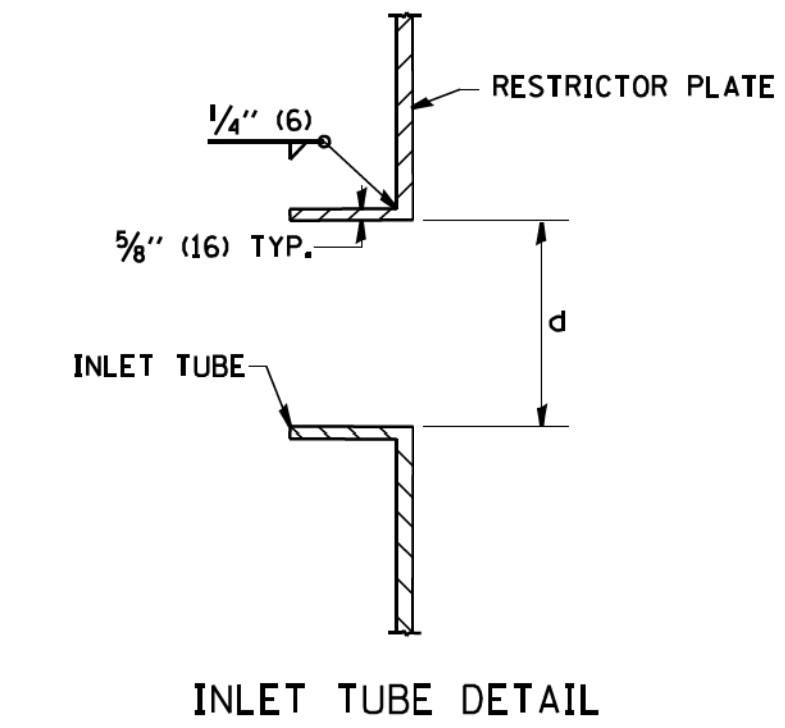 RESTRICTOR PLATE
1/4" (6)
5/8" (16) TYP.
d
INLET TUBE
INLET TUBE DETAIL